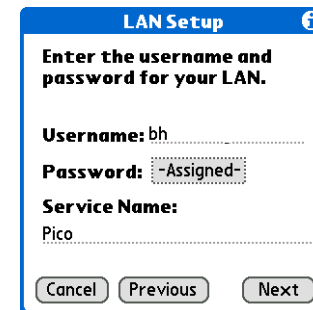 LAN Setup
Enter the username and
password for your LAN.
Username: bh
Password: -Assigned-
Service Name:
Pico
Cancel Previous Next